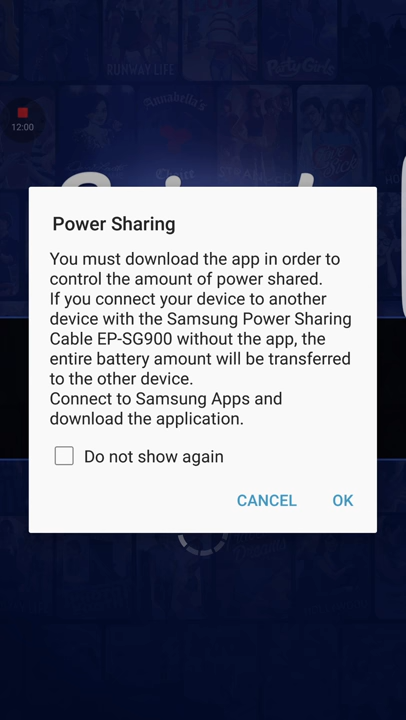 RUNWAY LIFE
Party Girls
Annabella's
12:00
Power Sharing
You must download the app in order to
control the amount of power shared.
If you connect your device to another
device with the Samsung Power Sharing
Cable EP-SG900 without the app, the
entire battery amount will be transferred
to the other device.
Connect to Samsung Apps and
download the application.
Do not show again
CANCEL OK